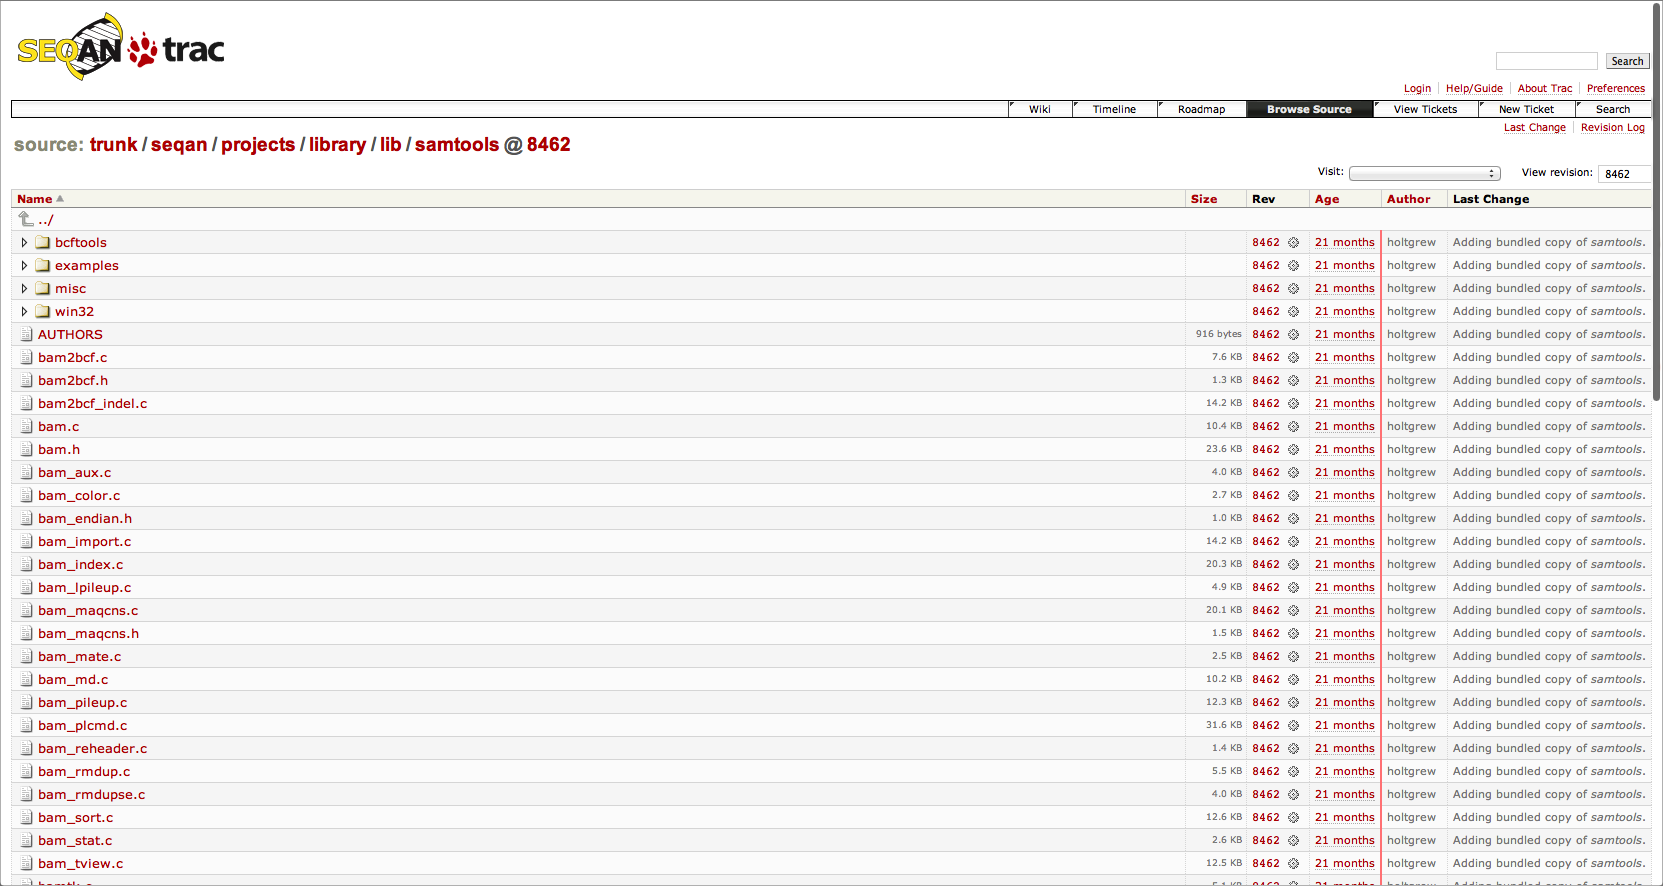 SEQAN trac
Search
Login Help/Guide About Trac Preferences
Wiki Timeline Roadmap Browse Source View Tickets New Ticket Search
Last Change Revision Log
source: trunk / seqan / projects / library / lib / samtools @ 8462
Visit: View revision: 8462
Name Size Rev Age Author Last Change
../
bcftools 8462 21 months holtgrew Adding bundled copy of samtools.
examples 8462 21 months holtgrew Adding bundled copy of samtools.
misc 8462 21 months holtgrew Adding bundled copy of samtools.
win32 8462 21 months holtgrew Adding bundled copy of samtools.
AUTHORS 916 bytes 8462 21 months holtgrew Adding bundled copy of samtools.
bam2bcf.c 7.6 KB 8462 21 months holtgrew Adding bundled copy of samtools.
bam2bcf.h 1.3 KB 8462 21 months holtgrew Adding bundled copy of samtools.
bam2bcf_indel.c 14.2 KB 8462 21 months holtgrew Adding bundled copy of samtools.
bam.c 10.4 KB 8462 21 months holtgrew Adding bundled copy of samtools.
bam.h 23.6 KB 8462 21 months holtgrew Adding bundled copy of samtools.
bam_aux.c 4.0 KB 8462 21 months holtgrew Adding bundled copy of samtools.
bam_color.c 2.7 KB 8462 21 months holtgrew Adding bundled copy of samtools.
bam_endian.h 1.0 KB 8462 21 months holtgrew Adding bundled copy of samtools.
bam_import.c 14.2 KB 8462 21 months holtgrew Adding bundled copy of samtools.
bam_index.c 20.3 KB 8462 21 months holtgrew Adding bundled copy of samtools.
bam_lpileup.c 4.9 KB 8462 21 months holtgrew Adding bundled copy of samtools.
bam_maqcns.c 20.1 KB 8462 21 months holtgrew Adding bundled copy of samtools.
bam_maqcns.h 1.5 KB 8462 21 months holtgrew Adding bundled copy of samtools.
bam_mate.c 2.5 KB 8462 21 months holtgrew Adding bundled copy of samtools.
bam_md.c 10.2 KB 8462 21 months holtgrew Adding bundled copy of samtools.
bam_pileup.c 12.3 KB 8462 21 months holtgrew Adding bundled copy of samtools.
bam_plcmd.c 31.6 KB 8462 21 months holtgrew Adding bundled copy of samtools.
bam_reheader.c 1.4 KB 8462 21 months holtgrew Adding bundled copy of samtools.
bam_rmdup.c 5.5 KB 8462 21 months holtgrew Adding bundled copy of samtools.
bam_rmdupse.c 4.0 KB 8462 21 months holtgrew Adding bundled copy of samtools.
bam_sort.c 12.6 KB 8462 21 months holtgrew Adding bundled copy of samtools.
bam_stat.c 2.6 KB 8462 21 months holtgrew Adding bundled copy of samtools.
bam_tview.c 12.5 KB 8462 21 months holtgrew Adding bundled copy of samtools.